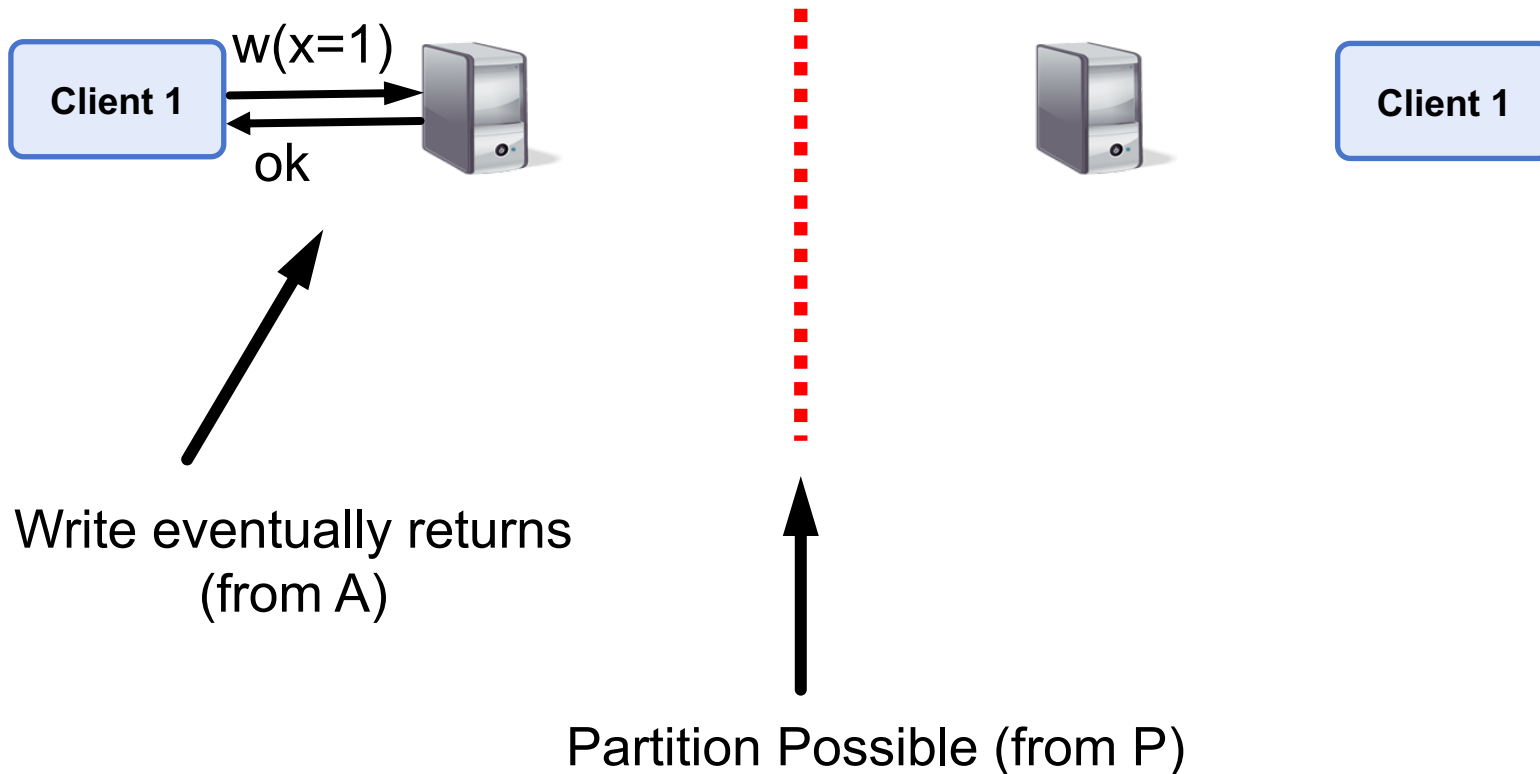 w(x=1)
Client 1
Client 1
ok
Write eventually returns
(from A)
Partition Possible (from P)